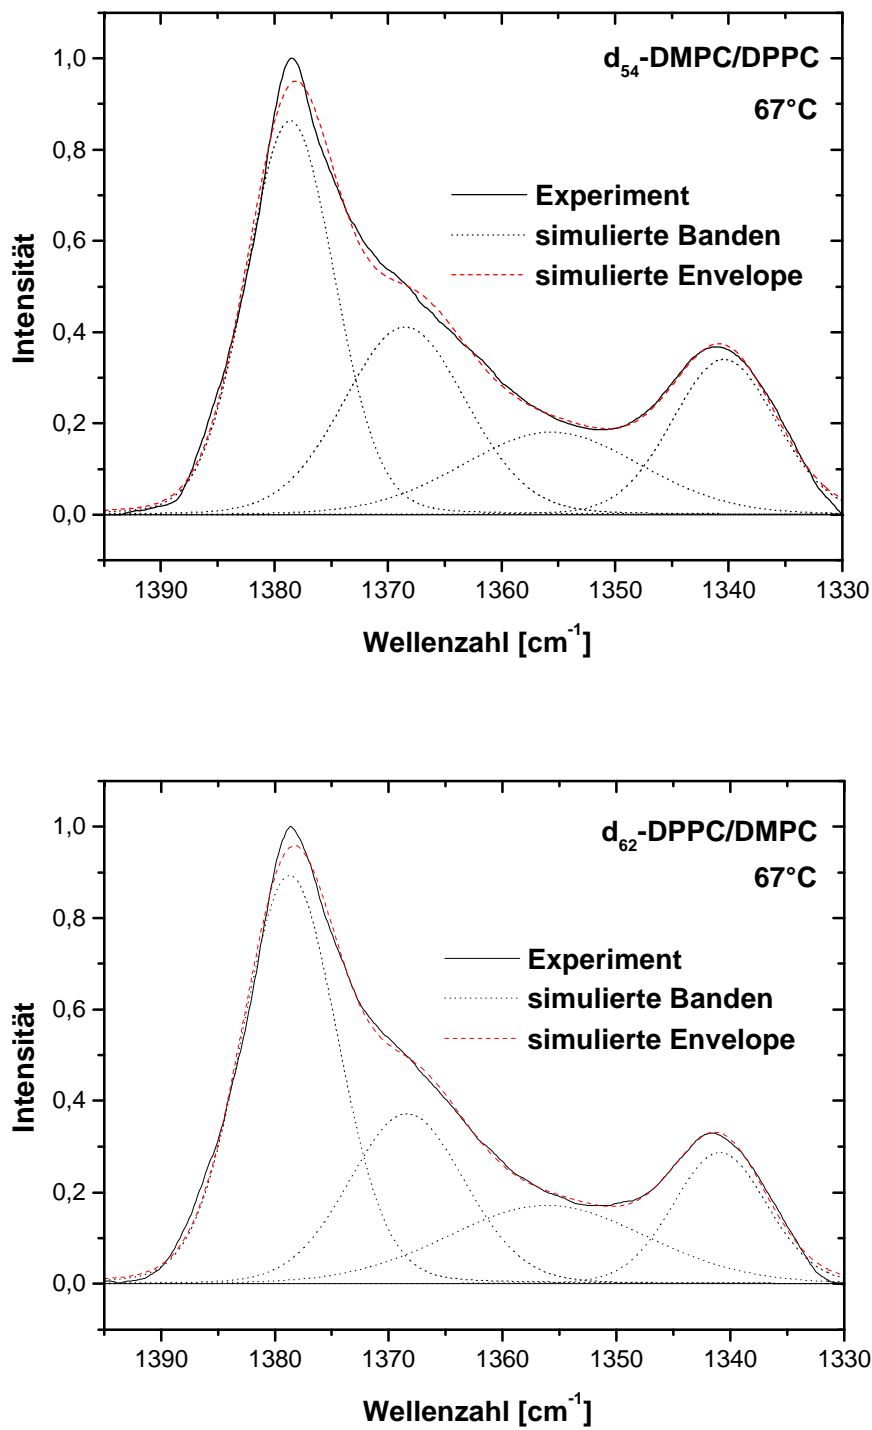 d54-DMPC/DPPC
67°C
Experiment
simulierte Banden
simulierte Envelope
Intensität
1,0
0,8
0,6
0,4
0,2
0,0
1390 1380 1370 1360 1350 1340 1330
Wellenzahl [cm-1]
d62-DPPC/DMPC
67°C
Experiment
simulierte Banden
simulierte Envelope
Intensität
1,0
0,8
0,6
0,4
0,2
0,0
1390 1380 1370 1360 1350 1340 1330
Wellenzahl [cm-1]